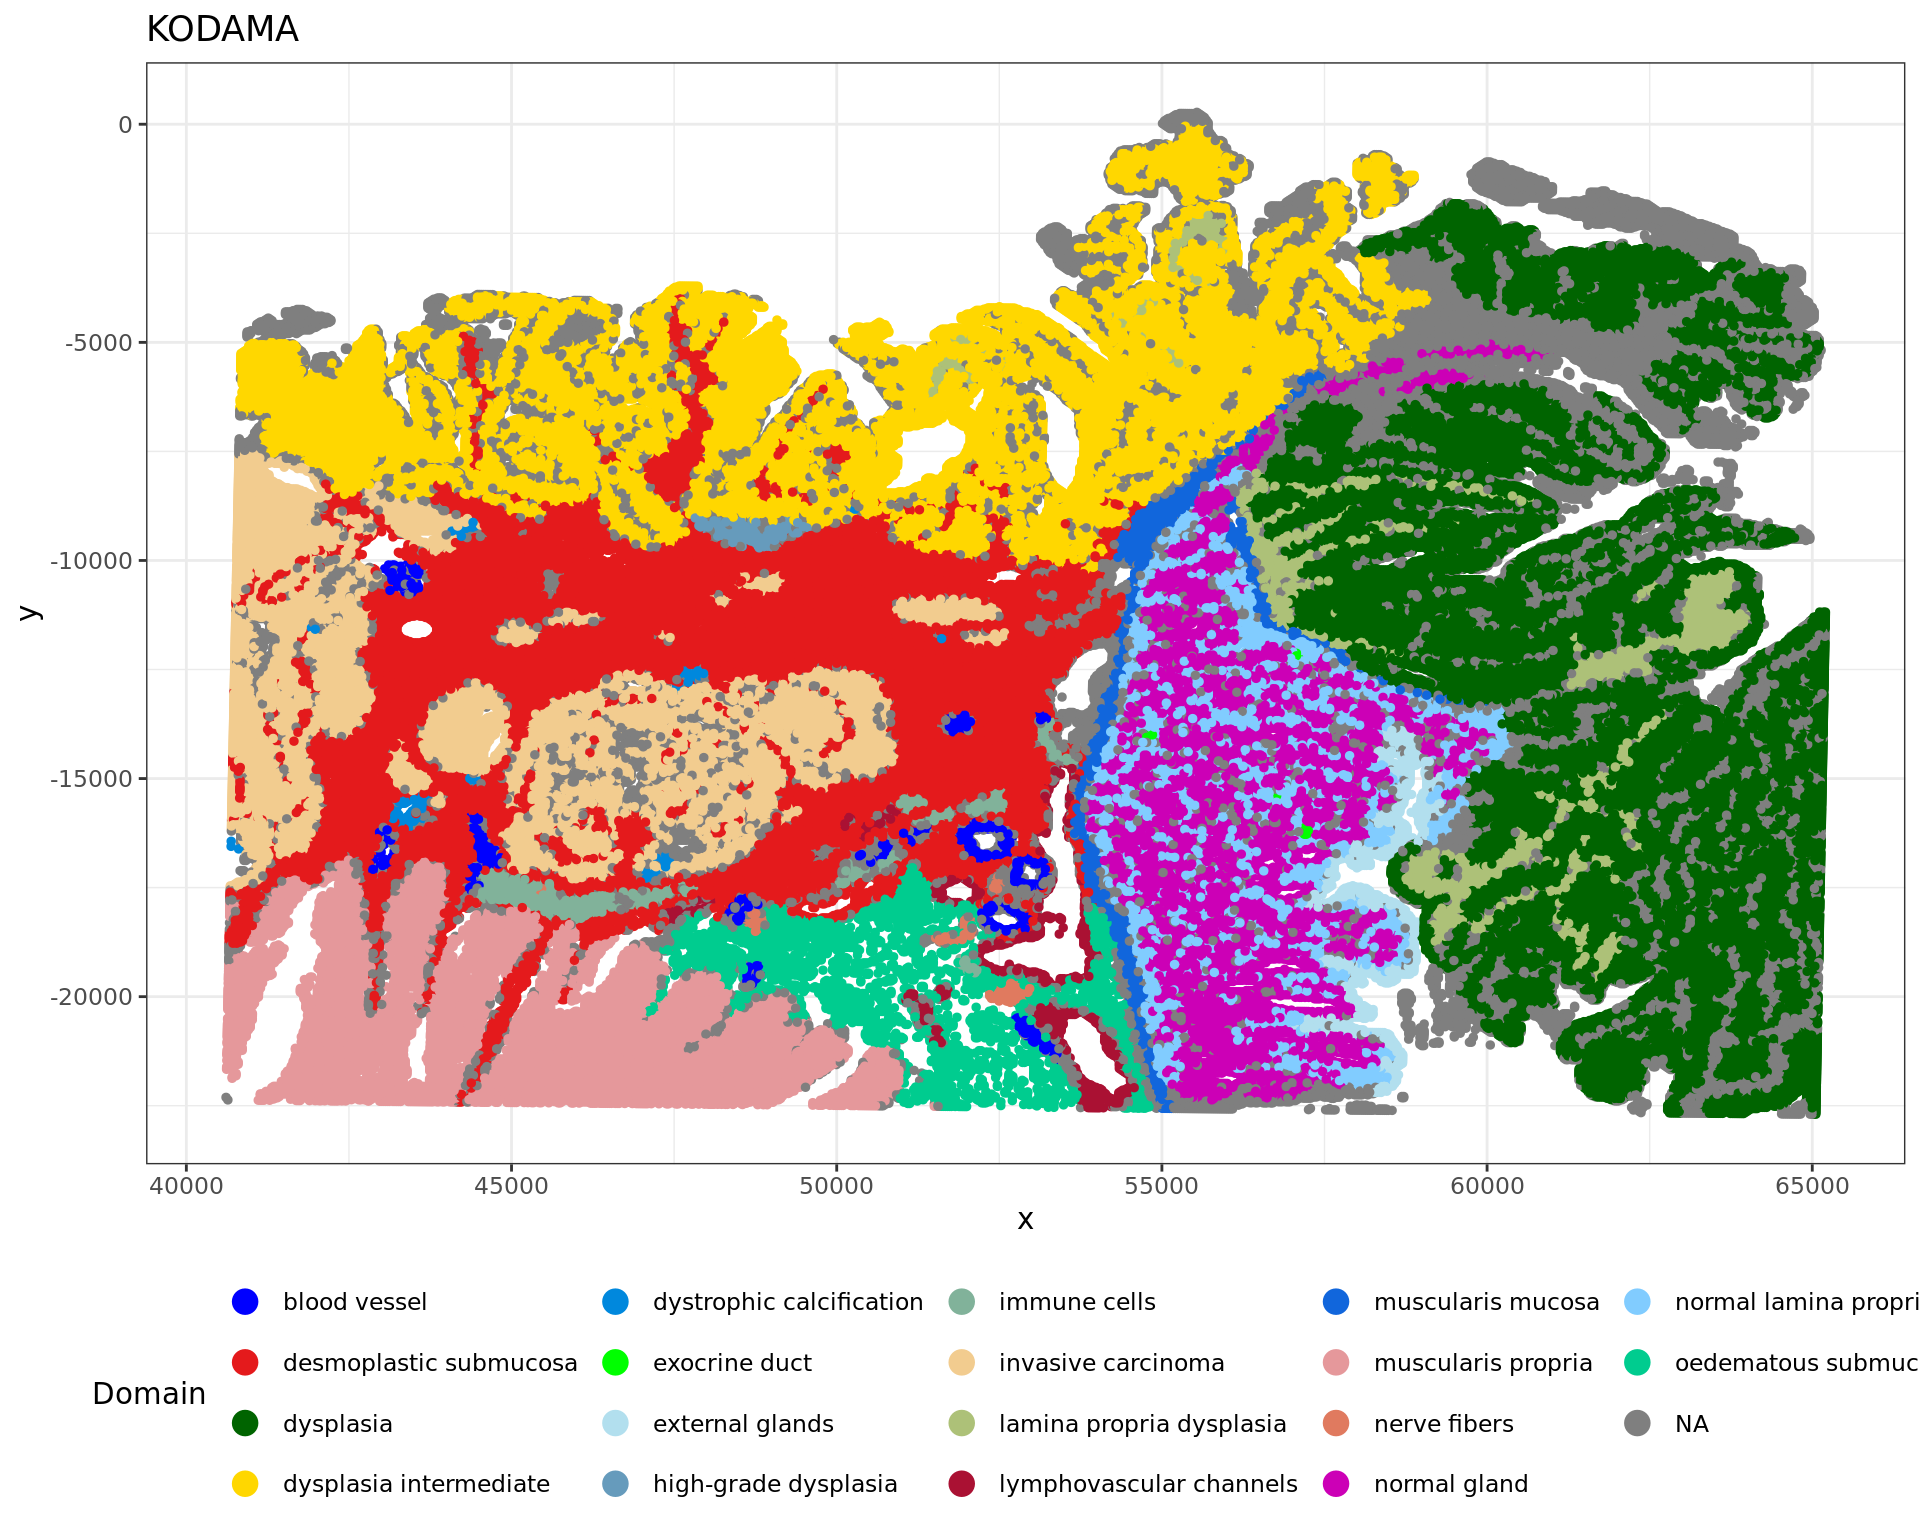 KODAMA
0
-5000
-10000
-15000
-20000
y
40000 45000 50000 55000 60000 65000
x
Domain
blood vessel
desmoplastic submucosa
dysplasia
dysplasia intermediate
dystrophic calcification
exocrine duct
external glands
high-grade dysplasia
immune cells
invasive carcinoma
lamina propria dysplasia
lymphovascular channels
muscularis mucosa
muscularis propria
nerve fibers
normal gland
normal lamina propri
oedematous submuc
NA